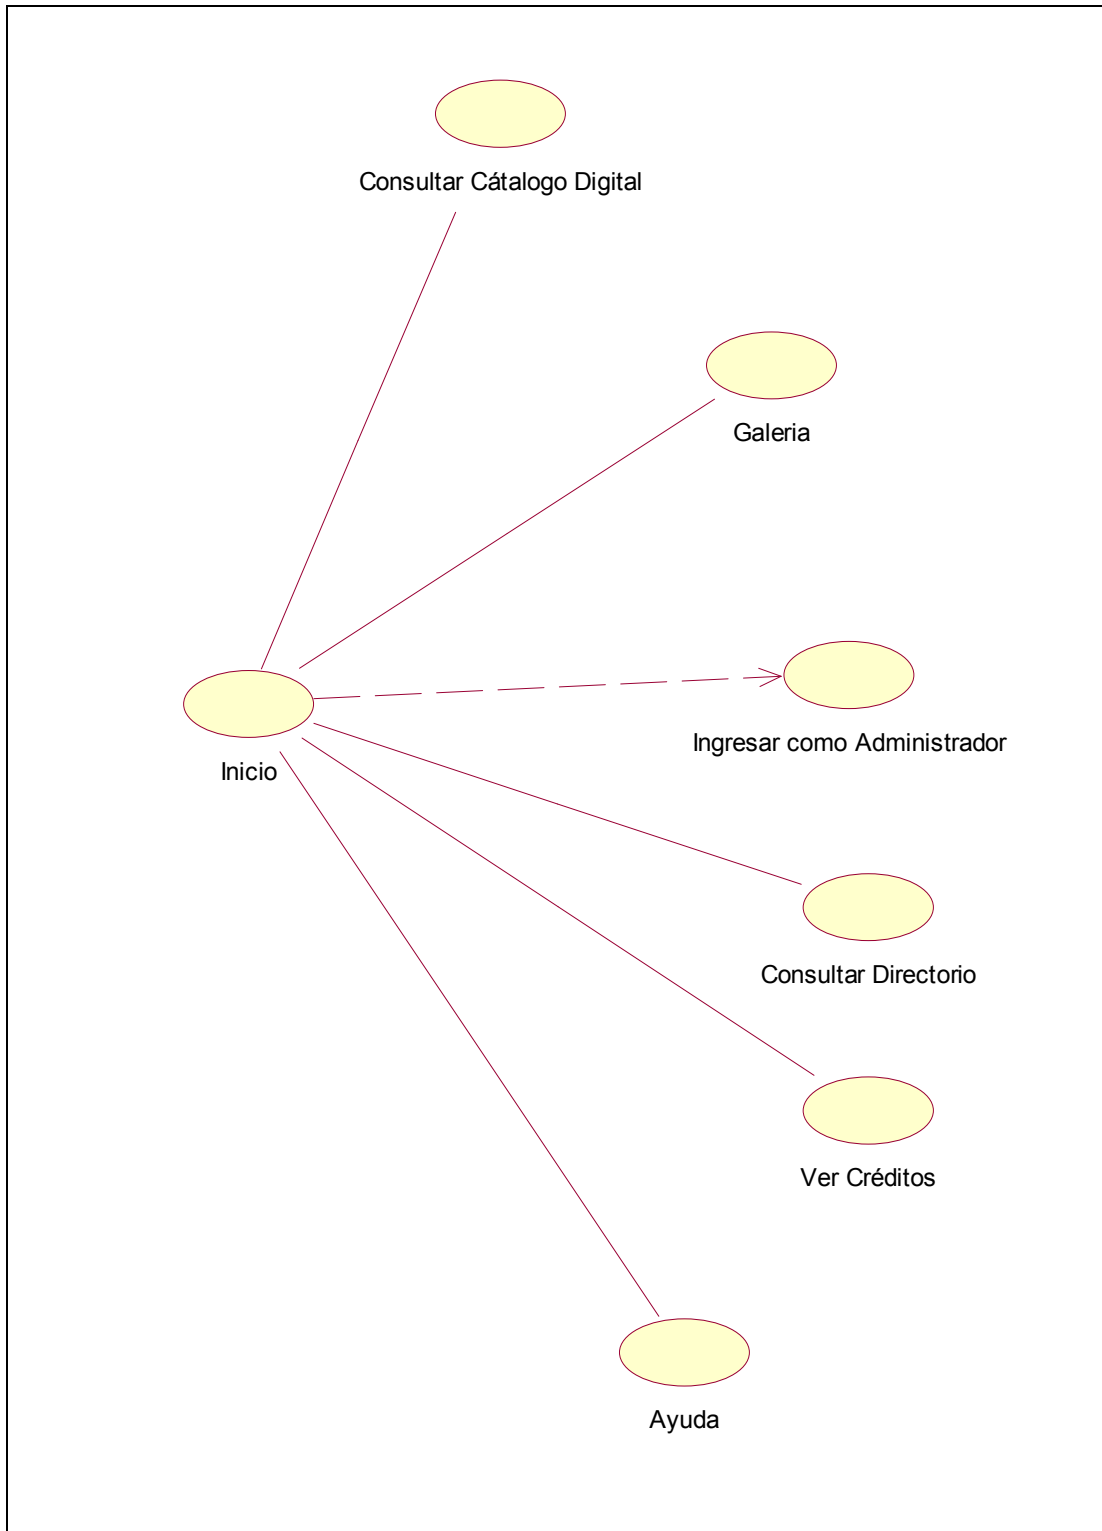 Consultar Cátalogo Digital
Galeria
Ingresar como Administrador
Inicio
Consultar Directorio
Ver Créditos
Ayuda